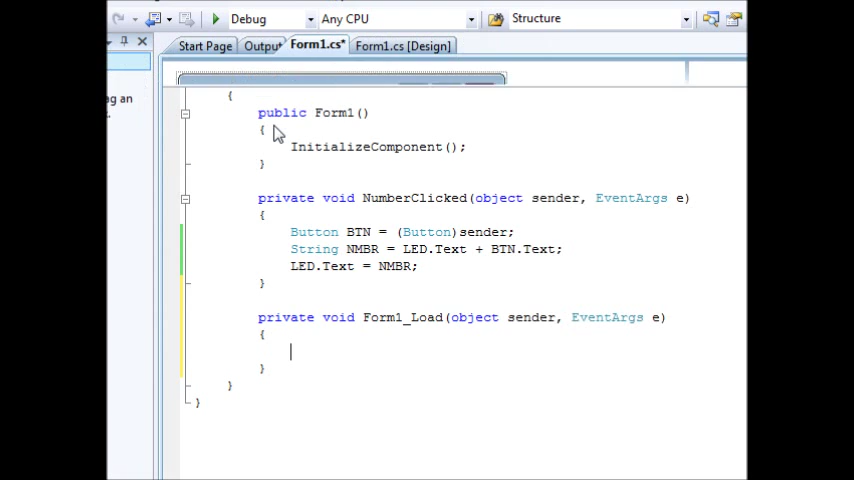 Debug Any CPU Structure
Start Page Output Form1.cs* Form1.cs [Design]
ng an
{
public Form1()
{
InitializeComponent();
}
private void NumberClicked(object sender, EventArgs e)
{
Button BTN = (Button)sender;
String NMBR = LED.Text + BTN.Text;
LED.Text = NMBR;
}
private void Form1_Load(object sender, EventArgs e)
{
}
}
}